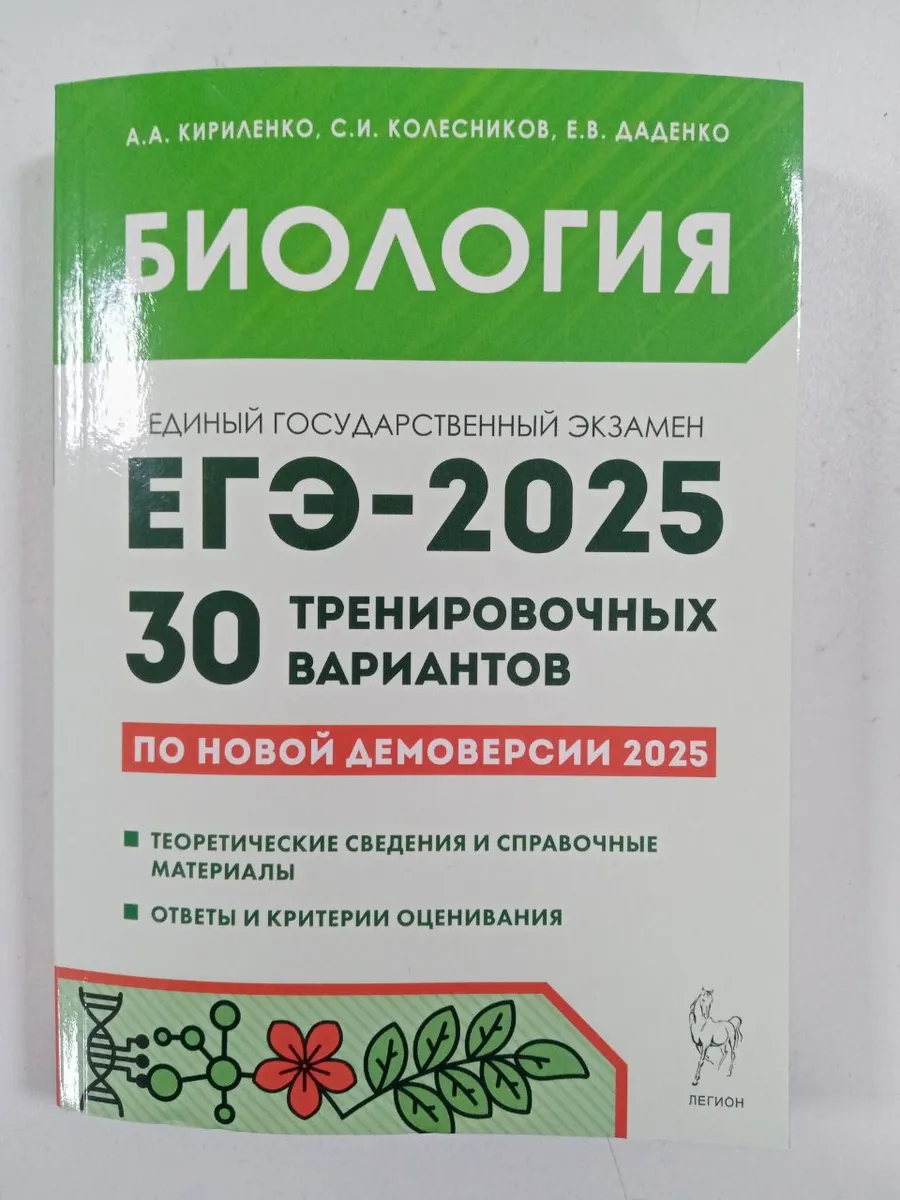 А.А. КИРИЛЕНКО, С.И. КОЛЕСНИКОВ, Е.В. ДАДЕНКО
БИОЛОГИЯ
ЕДИНЫЙ ГОСУДАРСТВЕННЫЙ ЭКЗАМЕН
ЕГЭ-2025
30 ТРЕНИРОВОЧНЫХ
ВАРИАНТОВ
ПО НОВОЙ ДЕМОВЕРСИИ 2025
ТЕОРЕТИЧЕСКИЕ СВЕДЕНИЯ И СПРАВОЧНЫЕ
МАТЕРИАЛЫ
ОТВЕТЫ И КРИТЕРИИ ОЦЕНИВАНИЯ
ЛЕГИОН